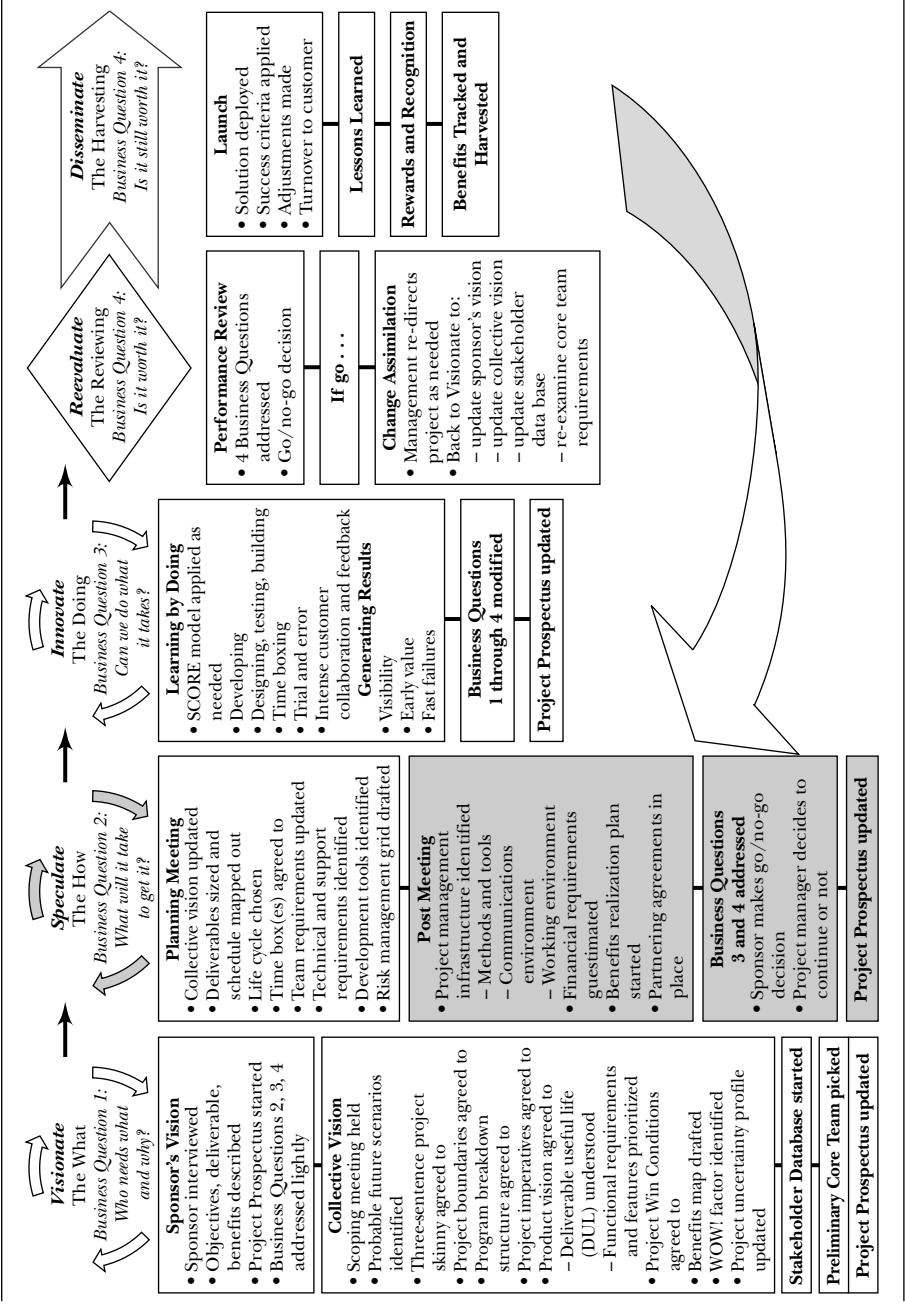 Visionate
The What
Business Question 1:
Who needs what
and why?
Sponsor's Vision
• Sponsor interviewed
• Objectives, deliverable,
benefits described
• Project Prospectus started
• Business Questions 2, 3, 4
addressed lightly
Collective Vision
• Scoping meeting held
• Probable future scenarios
identified
• Three-sentence project
skinny agreed to
• Project boundaries agreed to
• Program breakdown
structure agreed to
• Project imperatives agreed to
• Product vision agreed to
– Deliverable useful life
(DUL) understood
– Functional requirements
and features prioritized
• Project Win Conditions
agreed to
• Benefits map drafted
• WOW! factor identified
• Project uncertainty profile
updated
Stakeholder Database started
Preliminary Core Team picked
Project Prospectus updated
Speculate
The How
Business Question 2:
What will it take
to get it?
Planning Meeting
• Collective vision updated
• Deliverables sized and
schedule mapped out
• Life cycle chosen
• Time box(es) agreed to
• Team requirements updated
• Technical and support
requirements identified
• Development tools identified
• Risk management grid drafted
Post Meeting
• Project management
infrastructure identified
– Methods and tools
– Communications
environment
– Working environment
• Financial requirements
guestimated
• Benefits realization plan
started
• Partnering agreements in
place
Business Questions
3 and 4 addressed
• Sponsor makes go/no-go
decision
• Project manager decides to
continue or not
Project Prospectus updated
Innovate
The Doing
Business Question 3:
Can we do what
it takes?
Learning by Doing
• SCORE model applied as
needed
• Developing
• Designing, testing, building
• Time boxing
• Trial and error
• Intense customer
collaboration and feedback
Generating Results
• Visibility
• Early value
• Fast failures
Business Questions
1 through 4 modified
Project Prospectus updated
Reevaluate
The Reviewing
Business Question 4:
Is it worth it?
Performance Review
• 4 Business Questions
addressed
• Go/no-go decision
If go . . .
Change Assimilation
• Management re-directs
project as needed
• Back to Visionate to:
– update sponsor's vision
– update collective vision
– update stakeholder
data base
– re-examine core team
requirements
Disseminate
The Harvesting
Business Question 4:
Is it still worth it?
Launch
• Solution deployed
• Success criteria applied
• Adjustments made
• Turnover to customer
Lessons Learned
Rewards and Recognition
Benefits Tracked and
Harvested